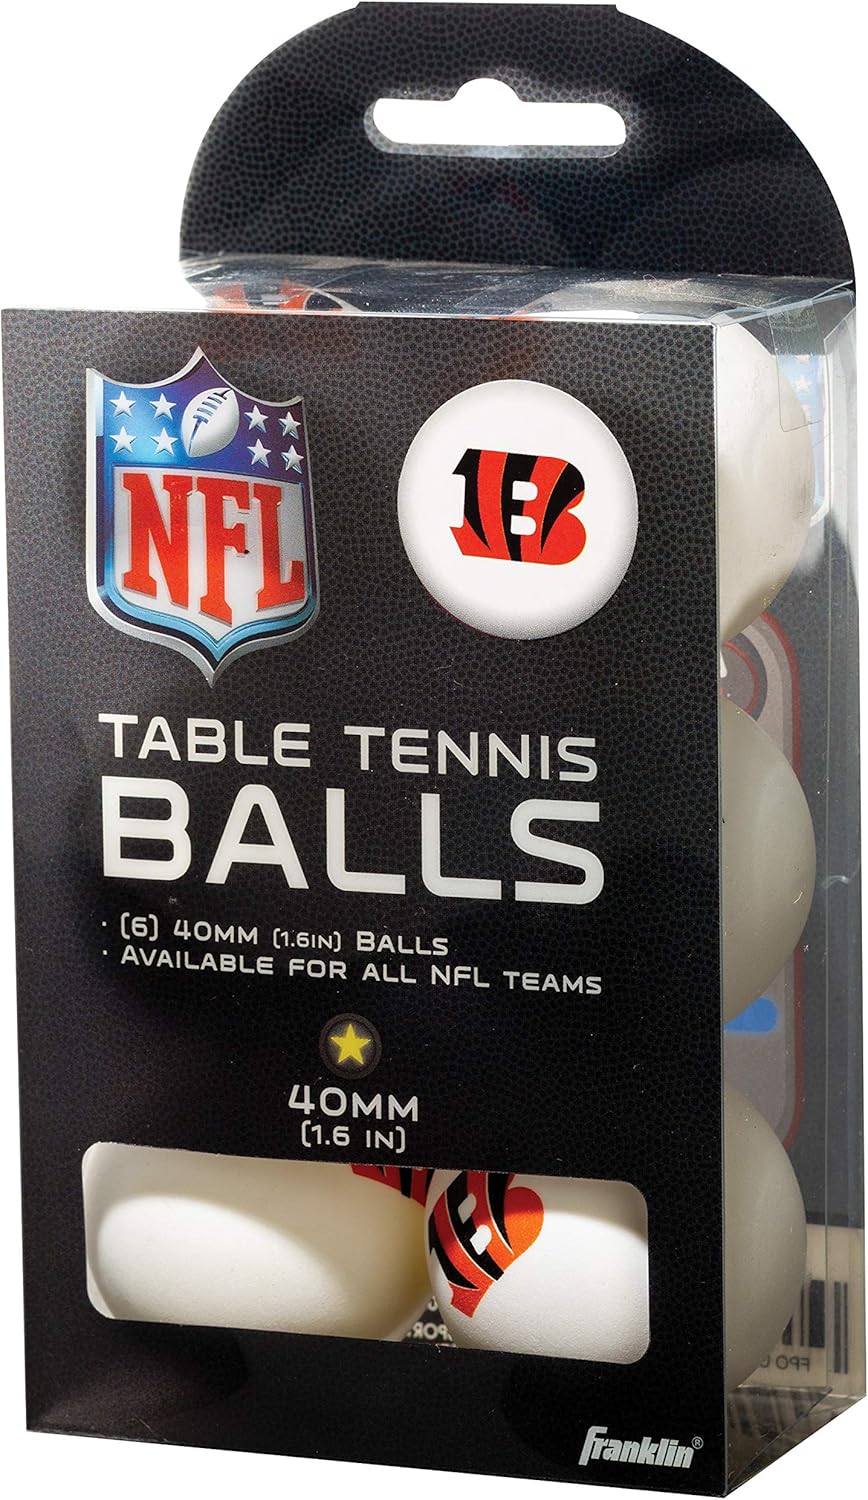 NFL
B
TABLE TENNIS
BALLS
· (6) 40MM (1.6IN) BALLS
· AVAILABLE FOR ALL NFL TEAMS
40MM
(1.6 IN)
B
Franklin®
FPO